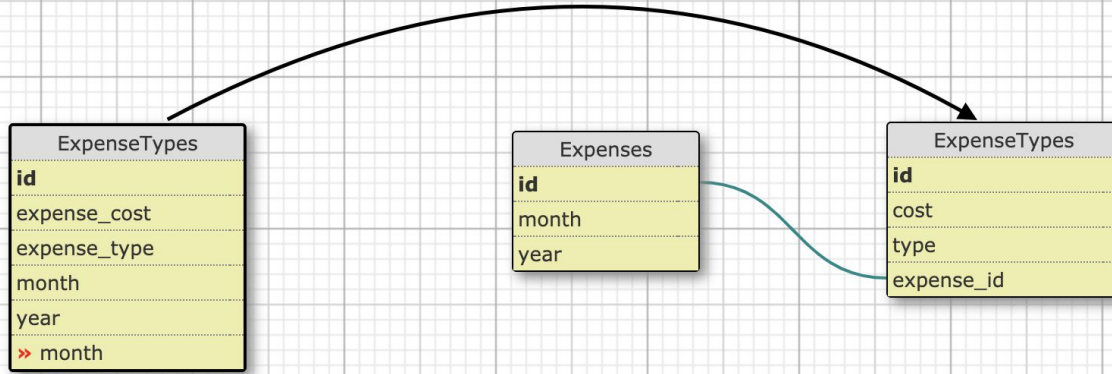 ExpenseTypes
id
expense_cost
expense_type
month
year
» month
Expenses
id
month
year
ExpenseTypes
id
cost
type
expense_id